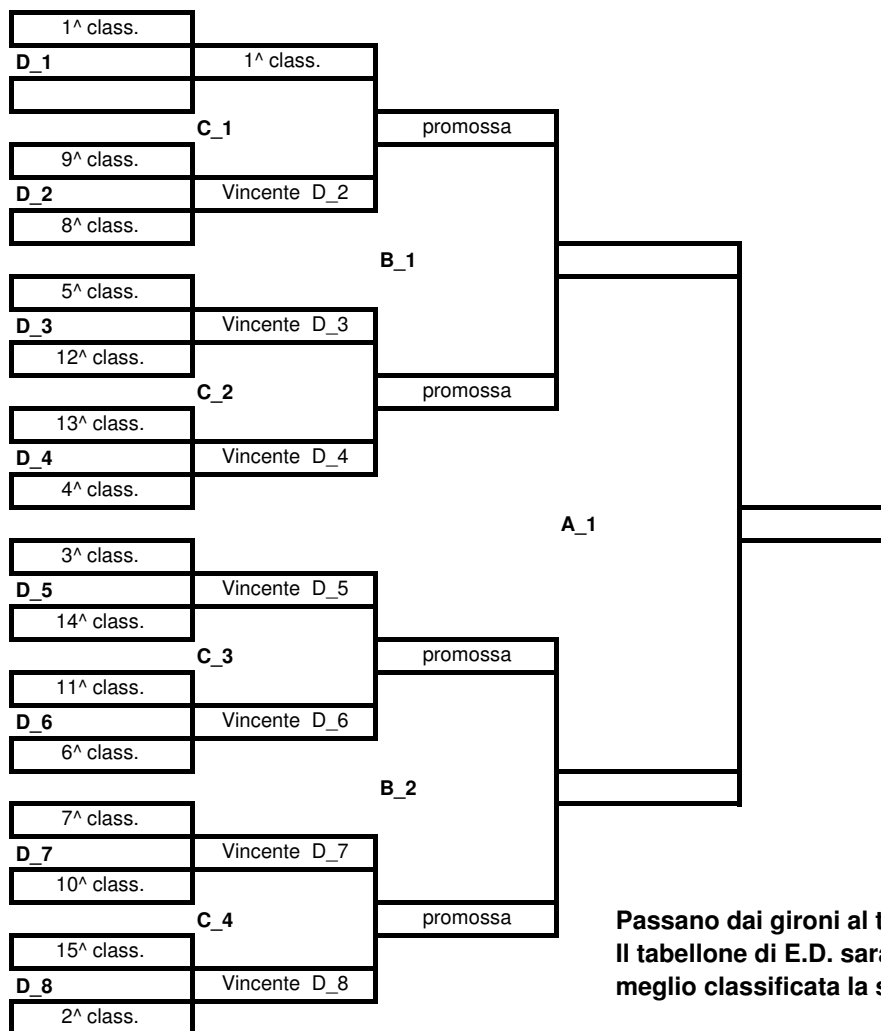 1^ class.
D_1
1^ class.
C_1
promossa
9^ class.
D_2
Vincente D_2
8^ class.
B_1
5^ class.
D_3
Vincente D_3
12^ class.
C_2
promossa
13^ class.
D_4
Vincente D_4
4^ class.
A_1
3^ class.
D_5
Vincente D_5
14^ class.
C_3
promossa
11^ class.
D_6
Vincente D_6
6^ class.
B_2
7^ class.
D_7
Vincente D_7
10^ class.
C_4
promossa
15^ class.
D_8
Vincente D_8
2^ class.
Passano dai gironi al
Il tabellone di E.D.
meglio classificata la